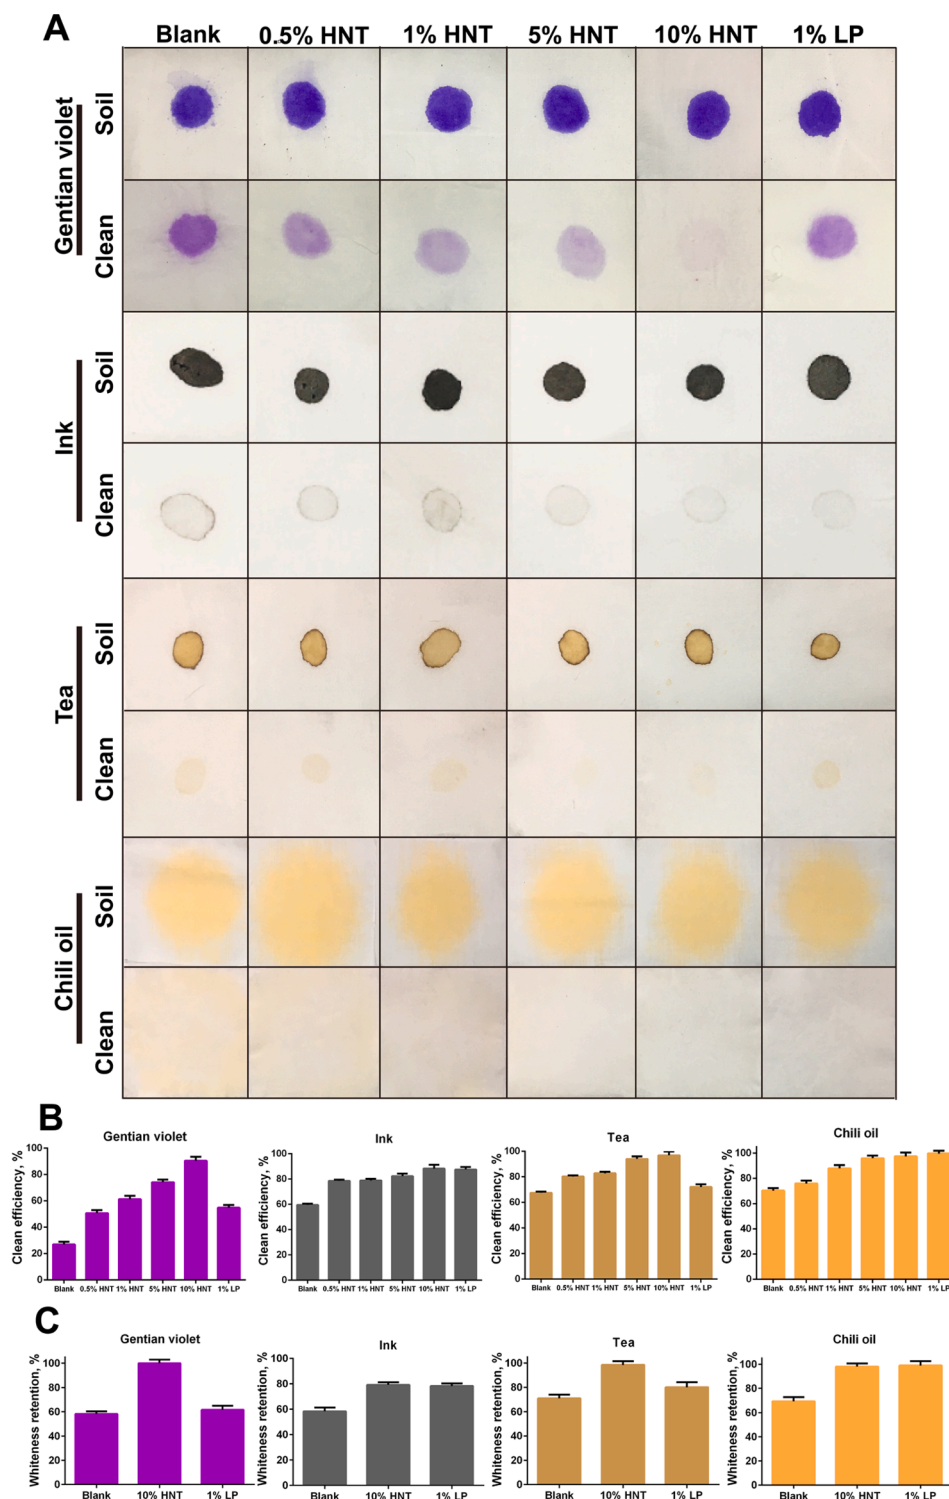 A
Blank 0.5% HNT 1% HNT 5% HNT 10% HNT 1% LP
Gentian violet
Soil
Clean
Ink
Soil
Clean
Tea
Soil
Clean
Chili oil
Soil
Clean
B
Gentian violet
Clean efficiency, %
100
80
60
40
20
0
Blank 0.5% HNT 1% HNT 5% HNT 10% HNT 1% LP
Ink
Clean efficiency, %
100
80
60
40
20
0
Blank 0.5% HNT 1% HNT 5% HNT 10% HNT 1% LP
Tea
Clean efficiency, %
100
80
60
40
20
0
Blank 0.5% HNT 1% HNT 5% HNT 10% HNT 1% LP
Chili oil
Clean efficiency, %
100
80
60
40
20
0
Blank 0.5% HNT 1% HNT 5% HNT 10% HNT 1% LP
C
Gentian violet
Whiteness retention, %
100
80
60
40
20
0
Blank 10% HNT 1% LP
Ink
Whiteness retention, %
100
80
60
40
20
0
Blank 10% HNT 1% LP
Tea
Whiteness retention, %
100
80
60
40
20
0
Blank 10% HNT 1% LP
Chili oil
Whiteness retention, %
100
80
60
40
20
0
Blank 10% HNT 1% LP